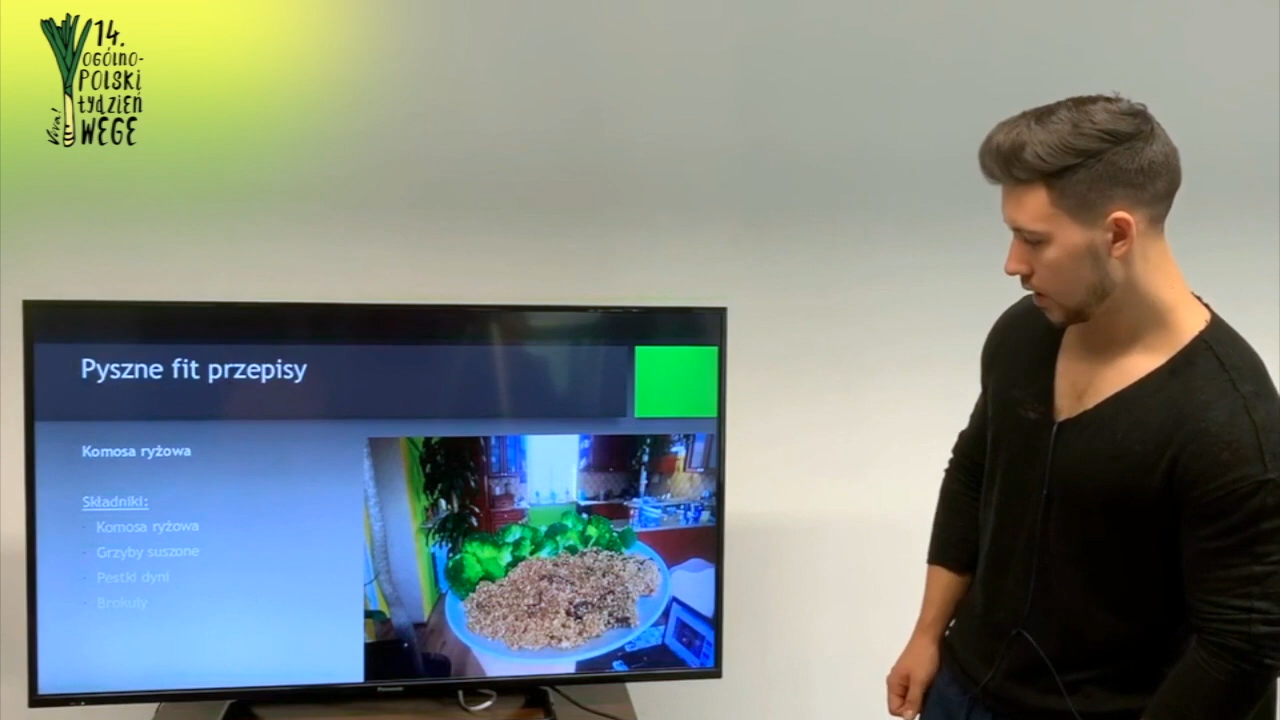 14.
OGÓLNO-
POLSKI
tydzIEŃ
WEGE
Viva!
Pyszne fit przepisy
Komosa ryżowa
Składniki:
Komosa ryżowa
Grzyby suszone
Pestki dyni
Brokuły
Panasonic